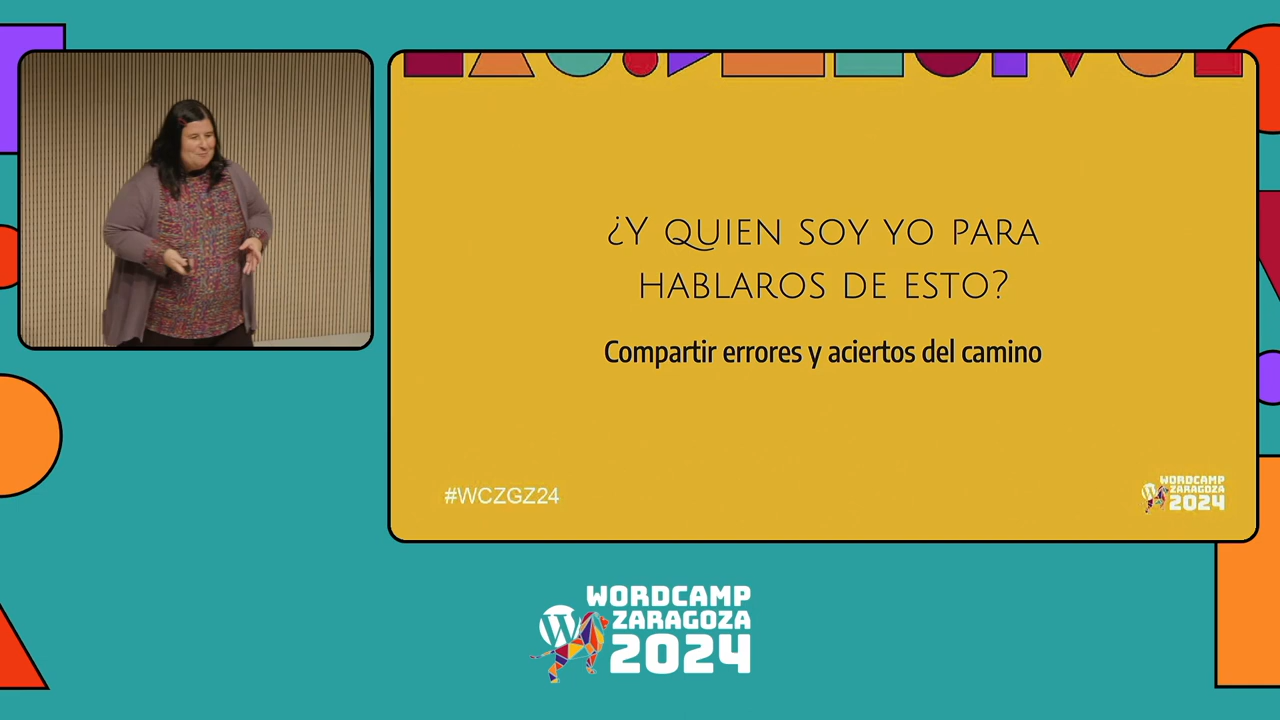 ¿Y QUIEN SOY YO PARA
HABLAROS DE ESTO?
Compartir errores y aciertos del camino
#WCZGZ24
WORDCAMP
ZARAGOZA
2024
WORDCAMP
ZARAGOZA
2024